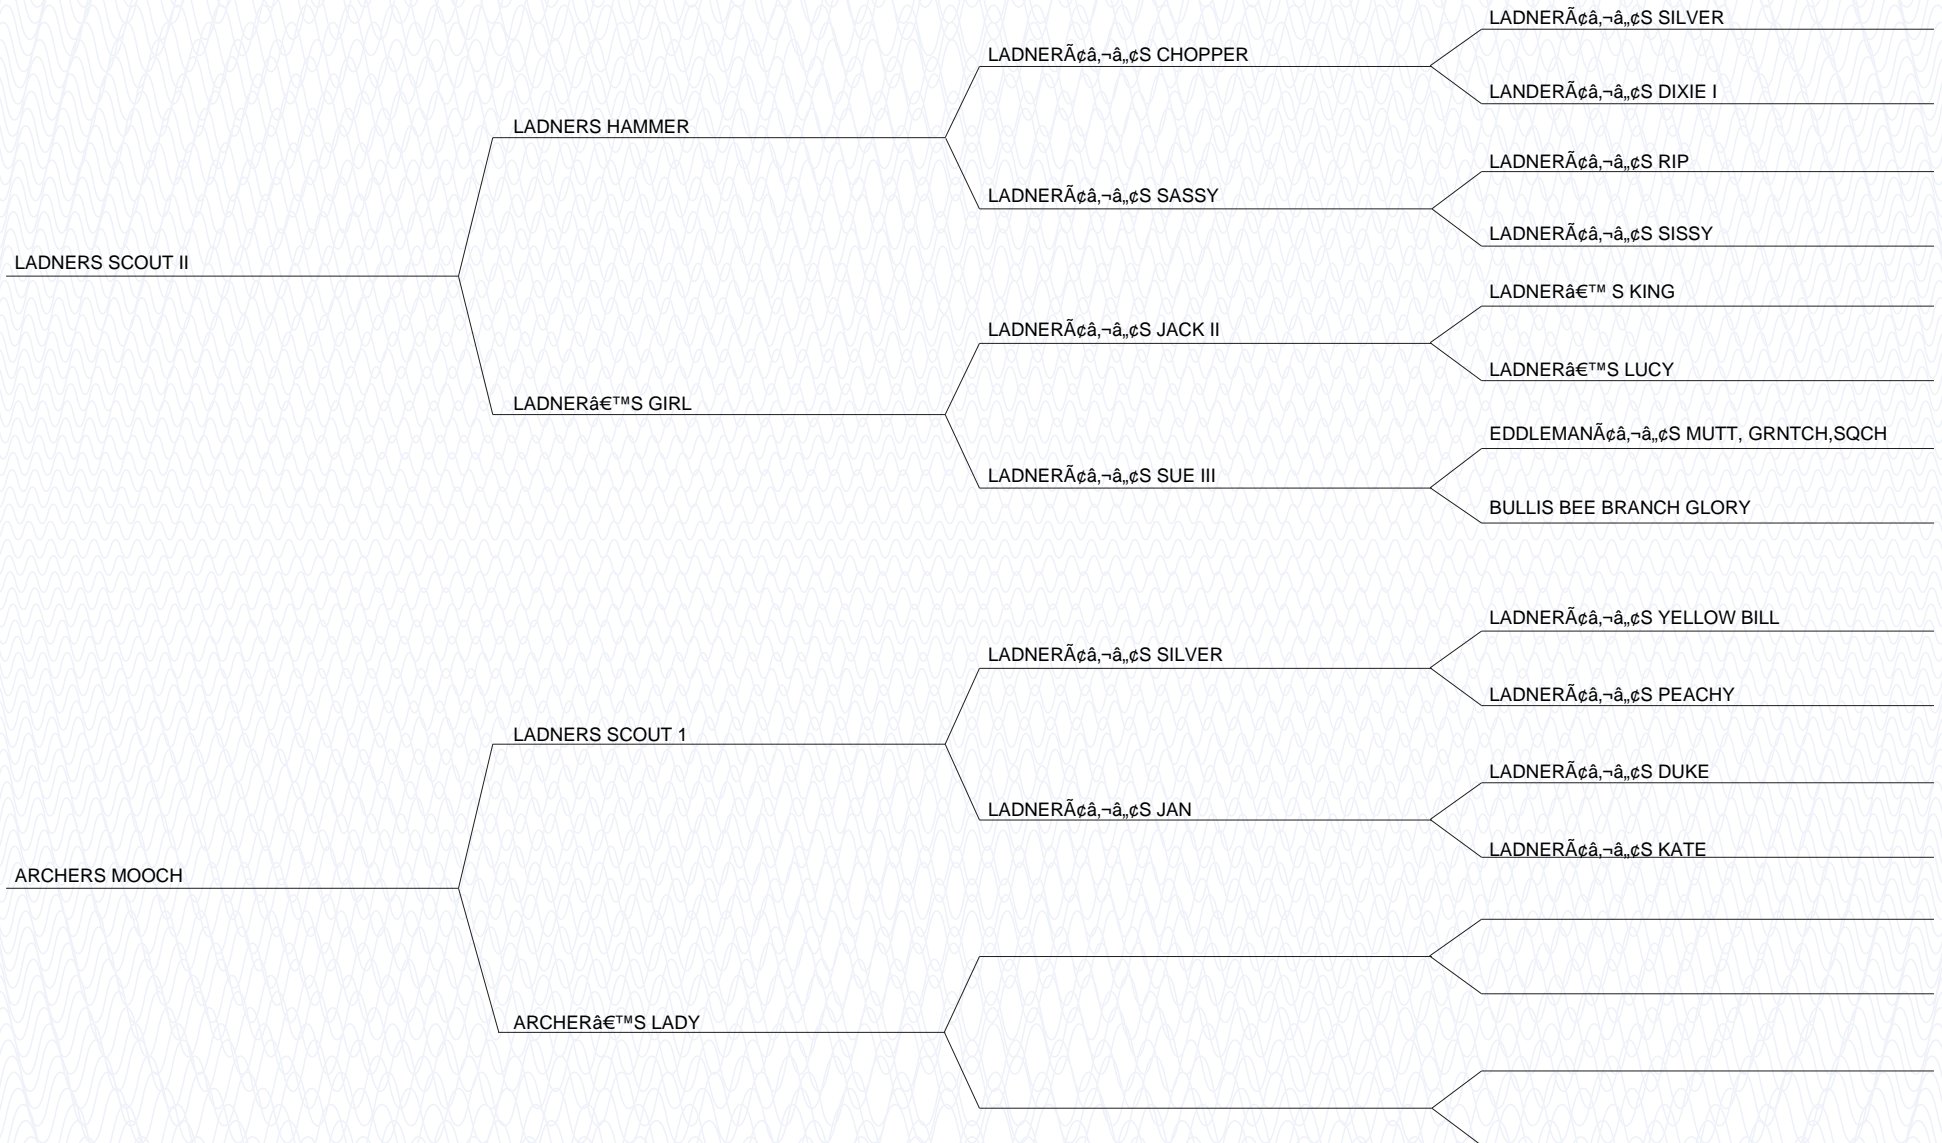 LADNERÃ¢â‚¬â„¢S SILVER
LADNERÃ¢â‚¬â„¢S CHOPPER
LANDERÃ¢â‚¬â„¢S DIXIE I
LADNERS HAMMER
LADNERÃ¢â‚¬â„¢S RIP
LADNERÃ¢â‚¬â„¢S SASSY
LADNERÃ¢â‚¬â„¢S SISSY
LADNERS SCOUT II
LADNERâ€™ S KING
LADNERÃ¢â‚¬â„¢S JACK II
LADNERâ€™S LUCY
LADNERâ€™S GIRL
EDDLEMANÃ¢â‚¬â„¢S MUTT, GRNTCH,SQCH
LADNERÃ¢â‚¬â„¢S SUE III
BULLIS BEE BRANCH GLORY
LADNERÃ¢â‚¬â„¢S YELLOW BILL
LADNERÃ¢â‚¬â„¢S SILVER
LADNERÃ¢â‚¬â„¢S PEACHY
LADNERS SCOUT 1
LADNERÃ¢â‚¬â„¢S DUKE
LADNERÃ¢â‚¬â„¢S JAN
LADNERÃ¢â‚¬â„¢S KATE
ARCHERS MOOCH
ARCHERâ€™S LADY